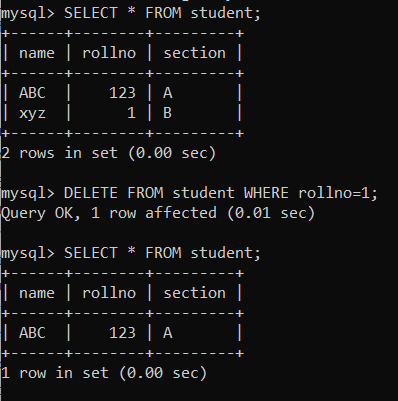 mysql> SELECT * FROM student;
+------+--------+---------+
| name | rollno | section |
+------+--------+---------+
| ABC  |    123 | A       |
| xyz  |      1 | B       |
+------+--------+---------+
2 rows in set (0.00 sec)
mysql> DELETE FROM student WHERE rollno=1;
Query OK, 1 row affected (0.01 sec)
mysql> SELECT * FROM student;
+------+--------+---------+
| name | rollno | section |
+------+--------+---------+
| ABC  |    123 | A       |
+------+--------+---------+
1 row in set (0.00 sec)